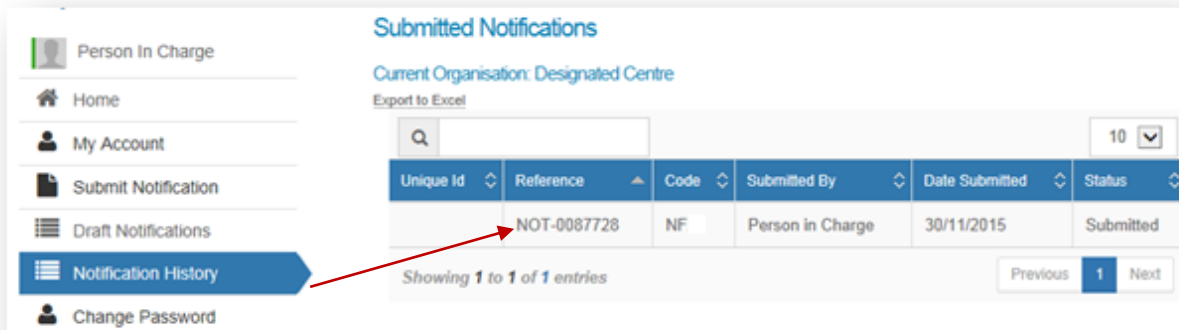 Person In Charge
Home
My Account
Submit Notification
Draft Notifications
Notification History
Change Password
Submitted Notifications
Current Organisation: Designated Centre
Export to Excel
10
Unique Id Reference Code Submitted By Date Submitted Status
NOT-0087728 NF Person in Charge 30/11/2015 Submitted
Showing 1 to 1 of 1 entries
Previous 1 Next